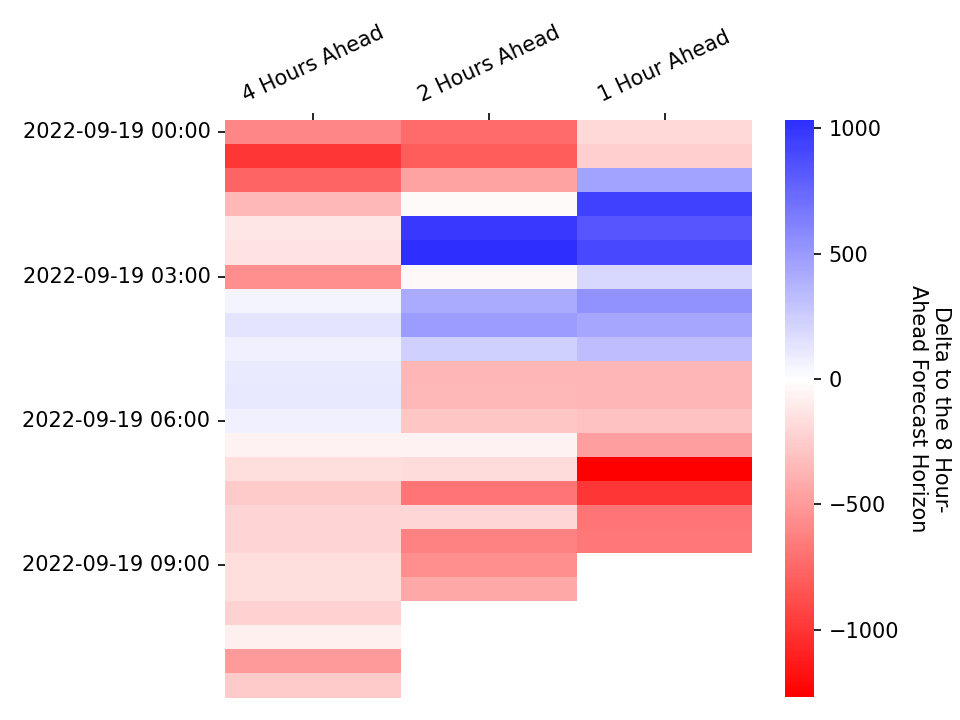 4 Hours Ahead
2 Hours Ahead
1 Hour Ahead
2022-09-19 00:00
2022-09-19 03:00
2022-09-19 06:00
2022-09-19 09:00
1000
500
0
−500
−1000
Delta to the 8 Hour-
Ahead Forecast Horizon